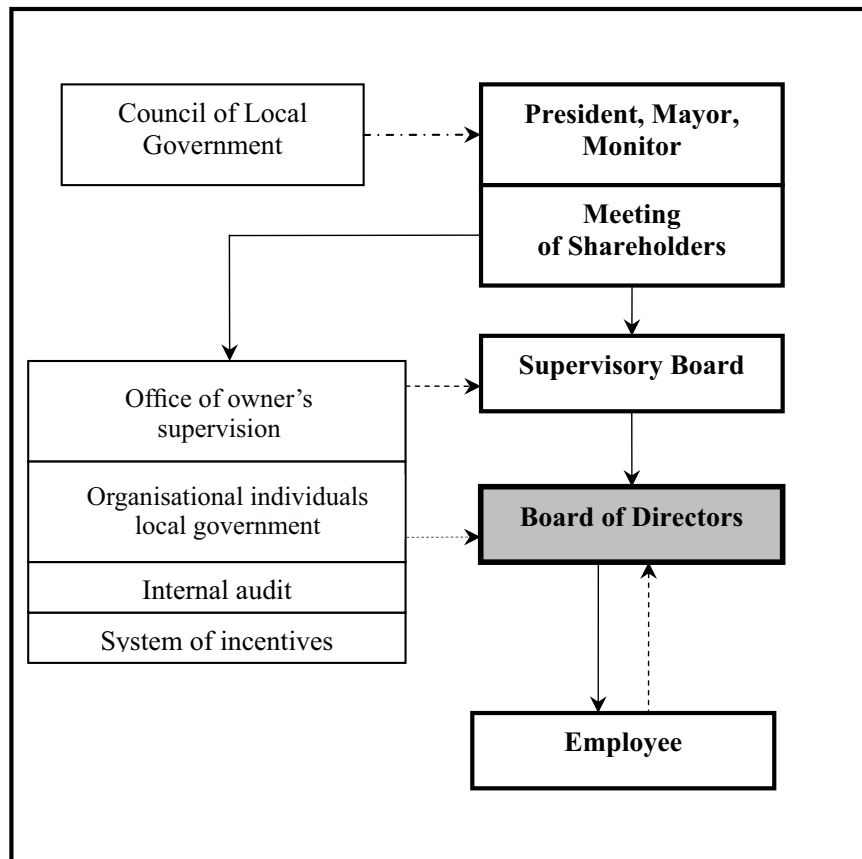 Council of Local
Government
President, Mayor,
Monitor
Meeting
of Shareholders
Supervisory Board
Office of owner’s
supervision
Organisational individuals
local government
Board of Directors
Internal audit
System of incentives
Employee